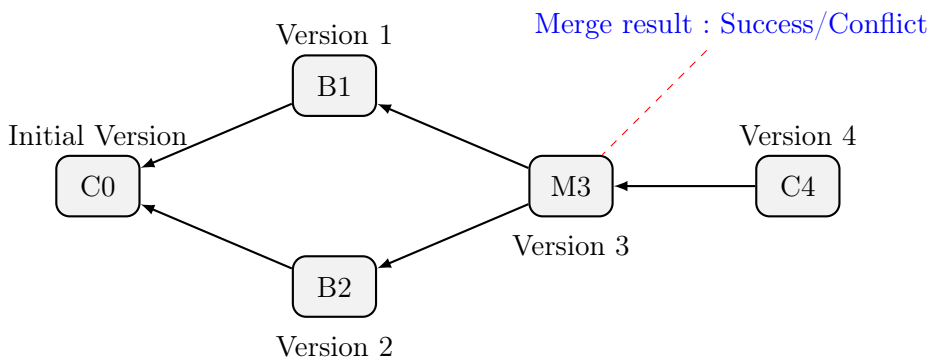 Merge result : Success/Conflict
Version 1
B1
Initial Version
Version 4
C0
M3
C4
Version 3
B2
Version 2